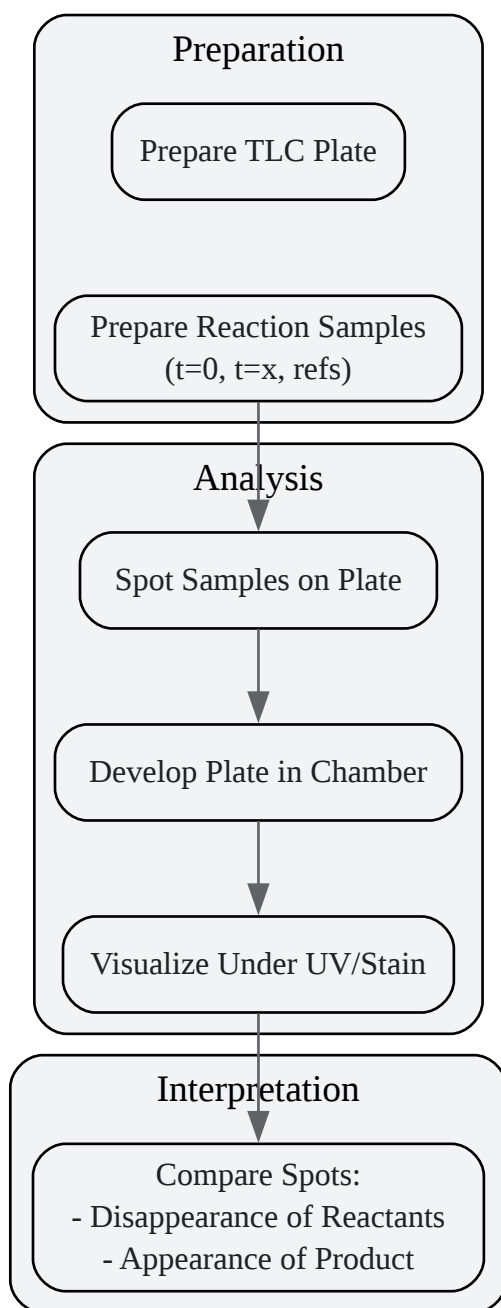 Preparation
Prepare TLC Plate
Prepare Reaction Samples
(t=0, t=x, refs)
Analysis
Spot Samples on Plate
Develop Plate in Chamber
Visualize Under UV/Stain
Interpretation
Compare Spots:
- Disappearance of Reactants
- Appearance of Product